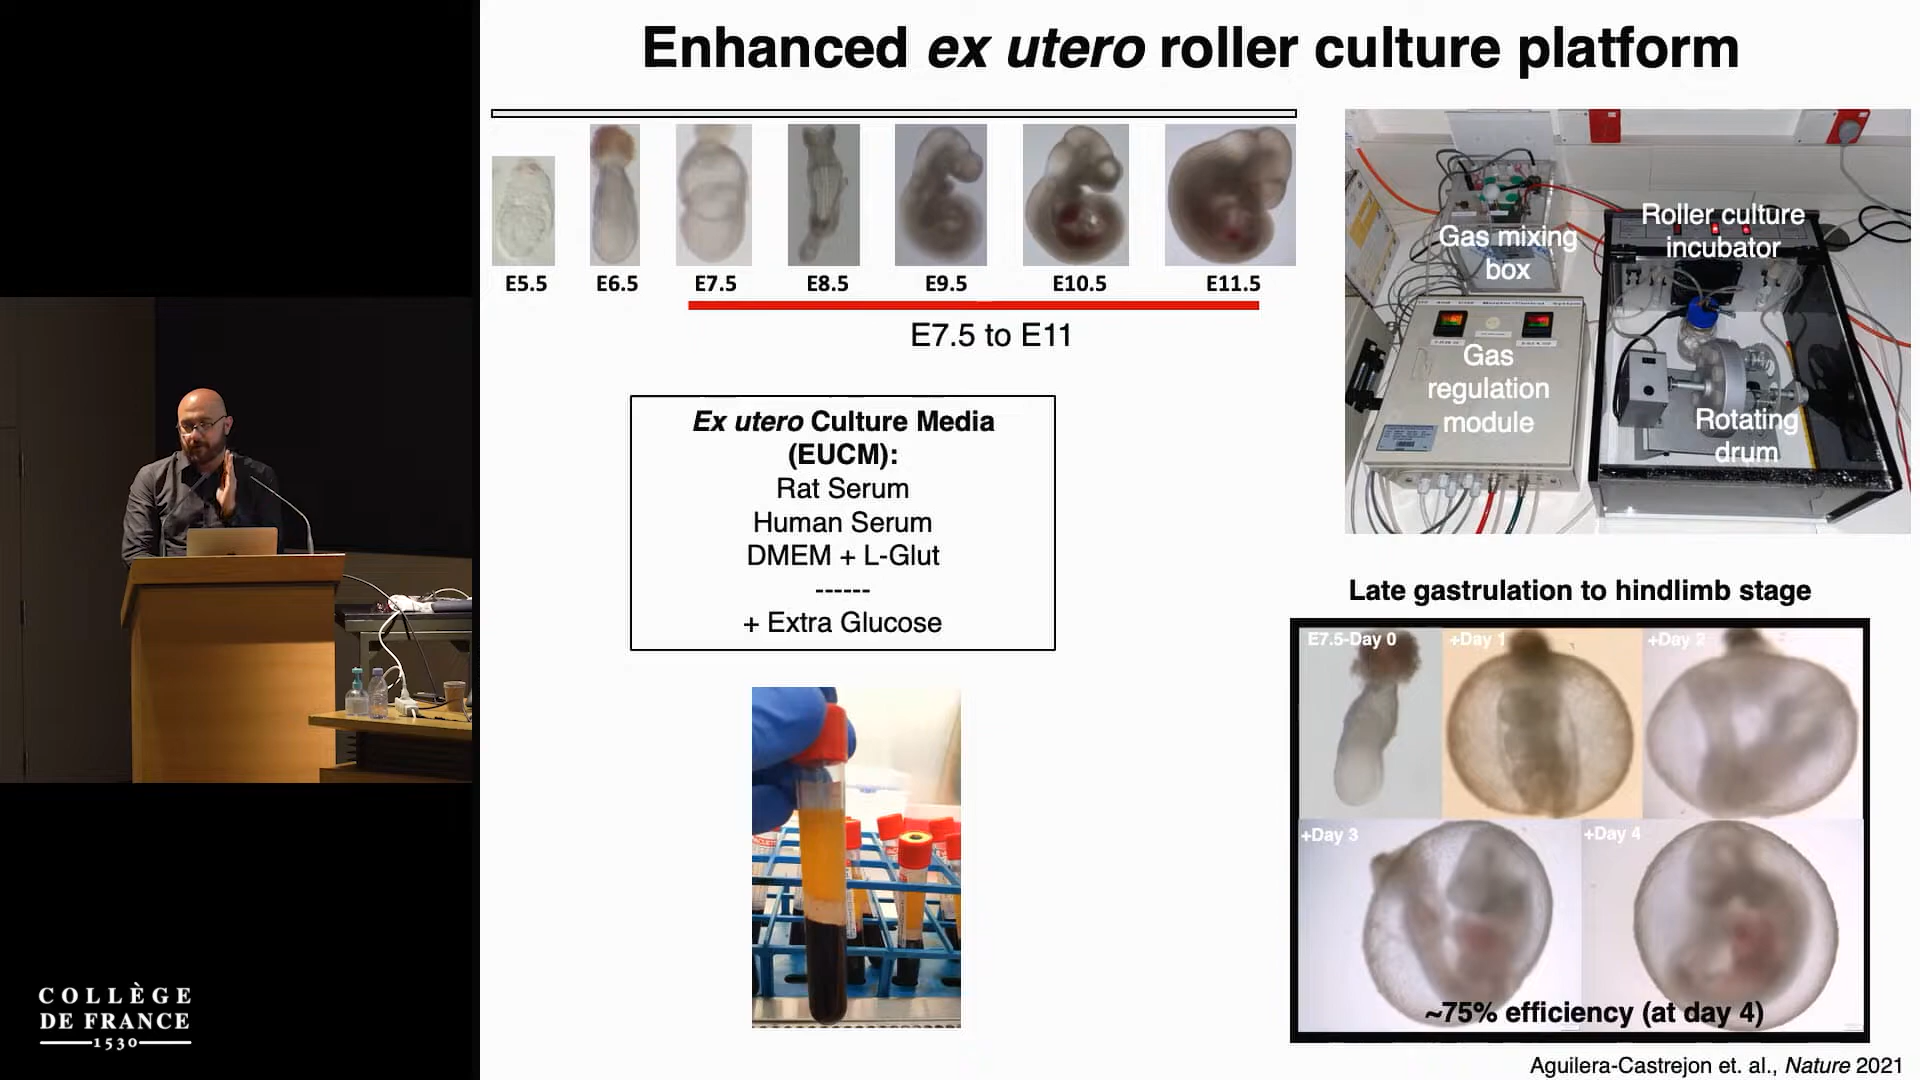 Enhanced ex utero roller culture platform
E5.5
E6.5
E7.5
E8.5
E9.5
E10.5
E11.5
E7.5 to E11
Ex utero Culture Media
(EUCM):
Rat Serum
Human Serum
DMEM + L-Glut
------
+ Extra Glucose
Gas mixing
box
Roller culture
incubator
Gas
regulation
module
Rotating
drum
Late gastrulation to hindlimb stage
E7.5-Day 0
+Day 1
+Day 2
+Day 3
+Day 4
~75% efficiency (at day 4)
Aguilera-Castrejon et. al., Nature 2021
COLLÈGE
DE FRANCE
1530